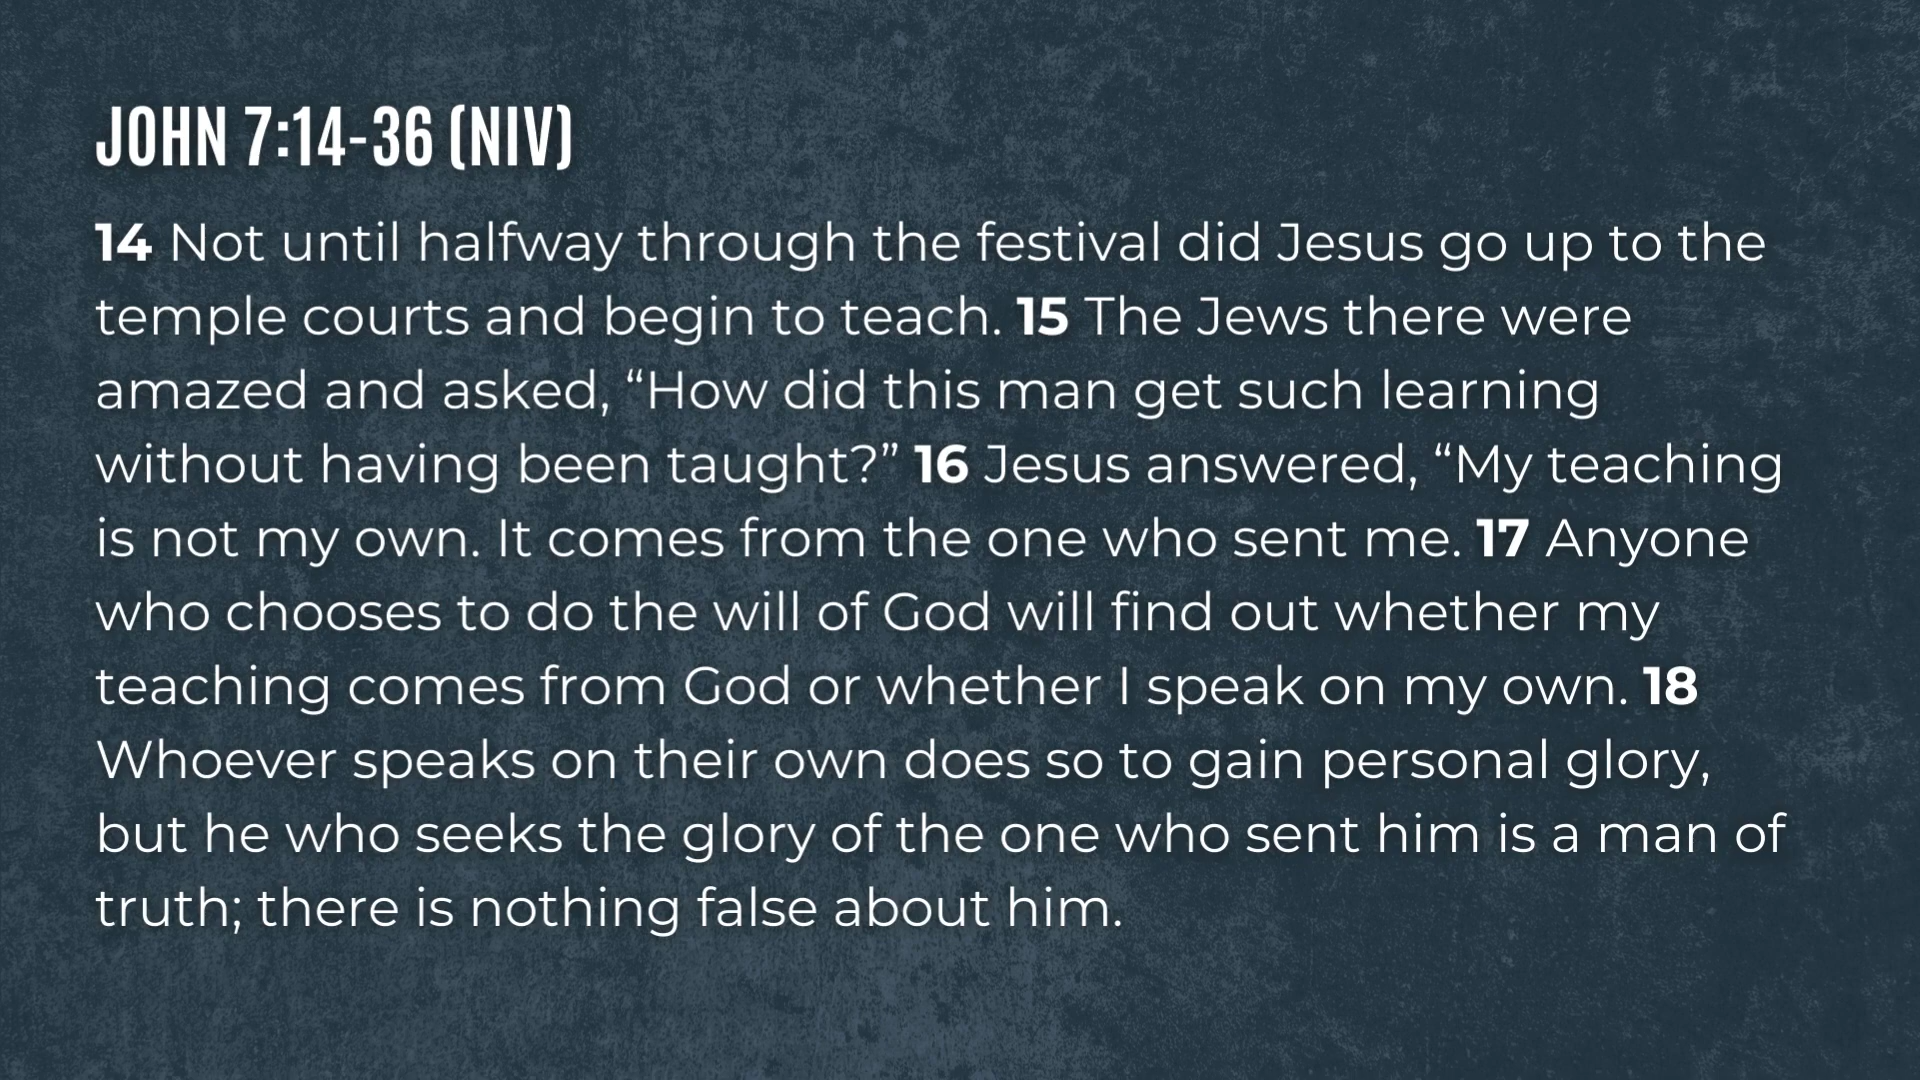 JOHN 7:14-36 (NIV)
14 Not until halfway through the festival did Jesus go up to the
temple courts and begin to teach. 15 The Jews there were
amazed and asked, “How did this man get such learning
without having been taught?” 16 Jesus answered, “My teaching
is not my own. It comes from the one who sent me. 17 Anyone
who chooses to do the will of God will find out whether my
teaching comes from God or whether I speak on my own. 18
Whoever speaks on their own does so to gain personal glory,
but he who seeks the glory of the one who sent him is a man of
truth; there is nothing false about him.